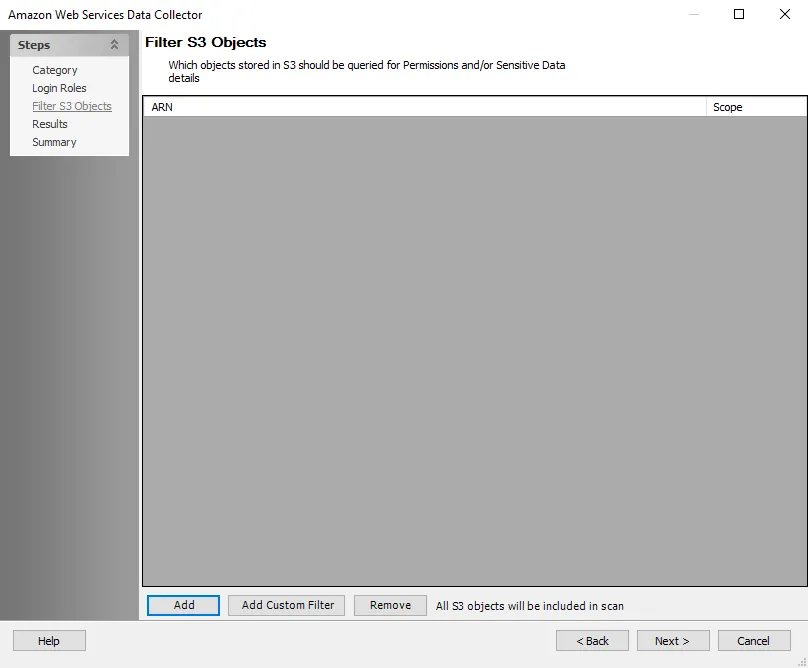 Amazon Web Services Data Collector
Steps
Category
Login Roles
Filter S3 Objects
Results
Summary
Filter S3 Objects
Which objects stored in S3 should be queried for Permissions and/or Sensitive Data
details
ARN
Scope
Add
Add Custom Filter
Remove
All S3 objects will be included in scan
Help
< Back
Next >
Cancel